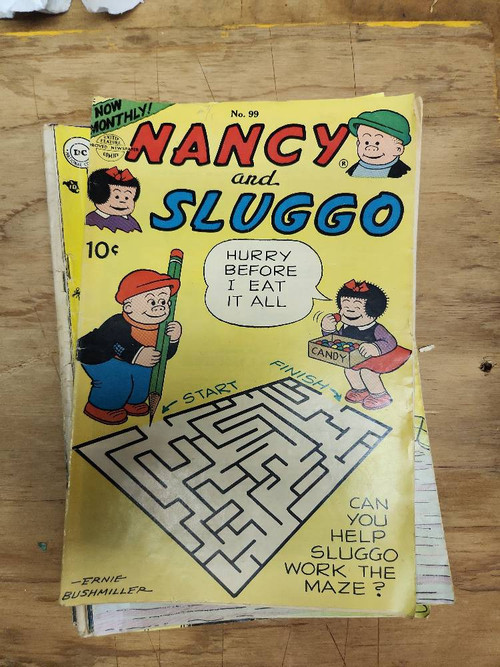 NOW
MONTHLY!
No. 99
DC
NANCY
®
and
SLUGGO
10¢
HURRY
BEFORE
I EAT
IT ALL
CANDY
START
FINISH
CAN
YOU
HELP
SLUGGO
WORK THE
MAZE?
-ERNIE
BUSHMILLER-